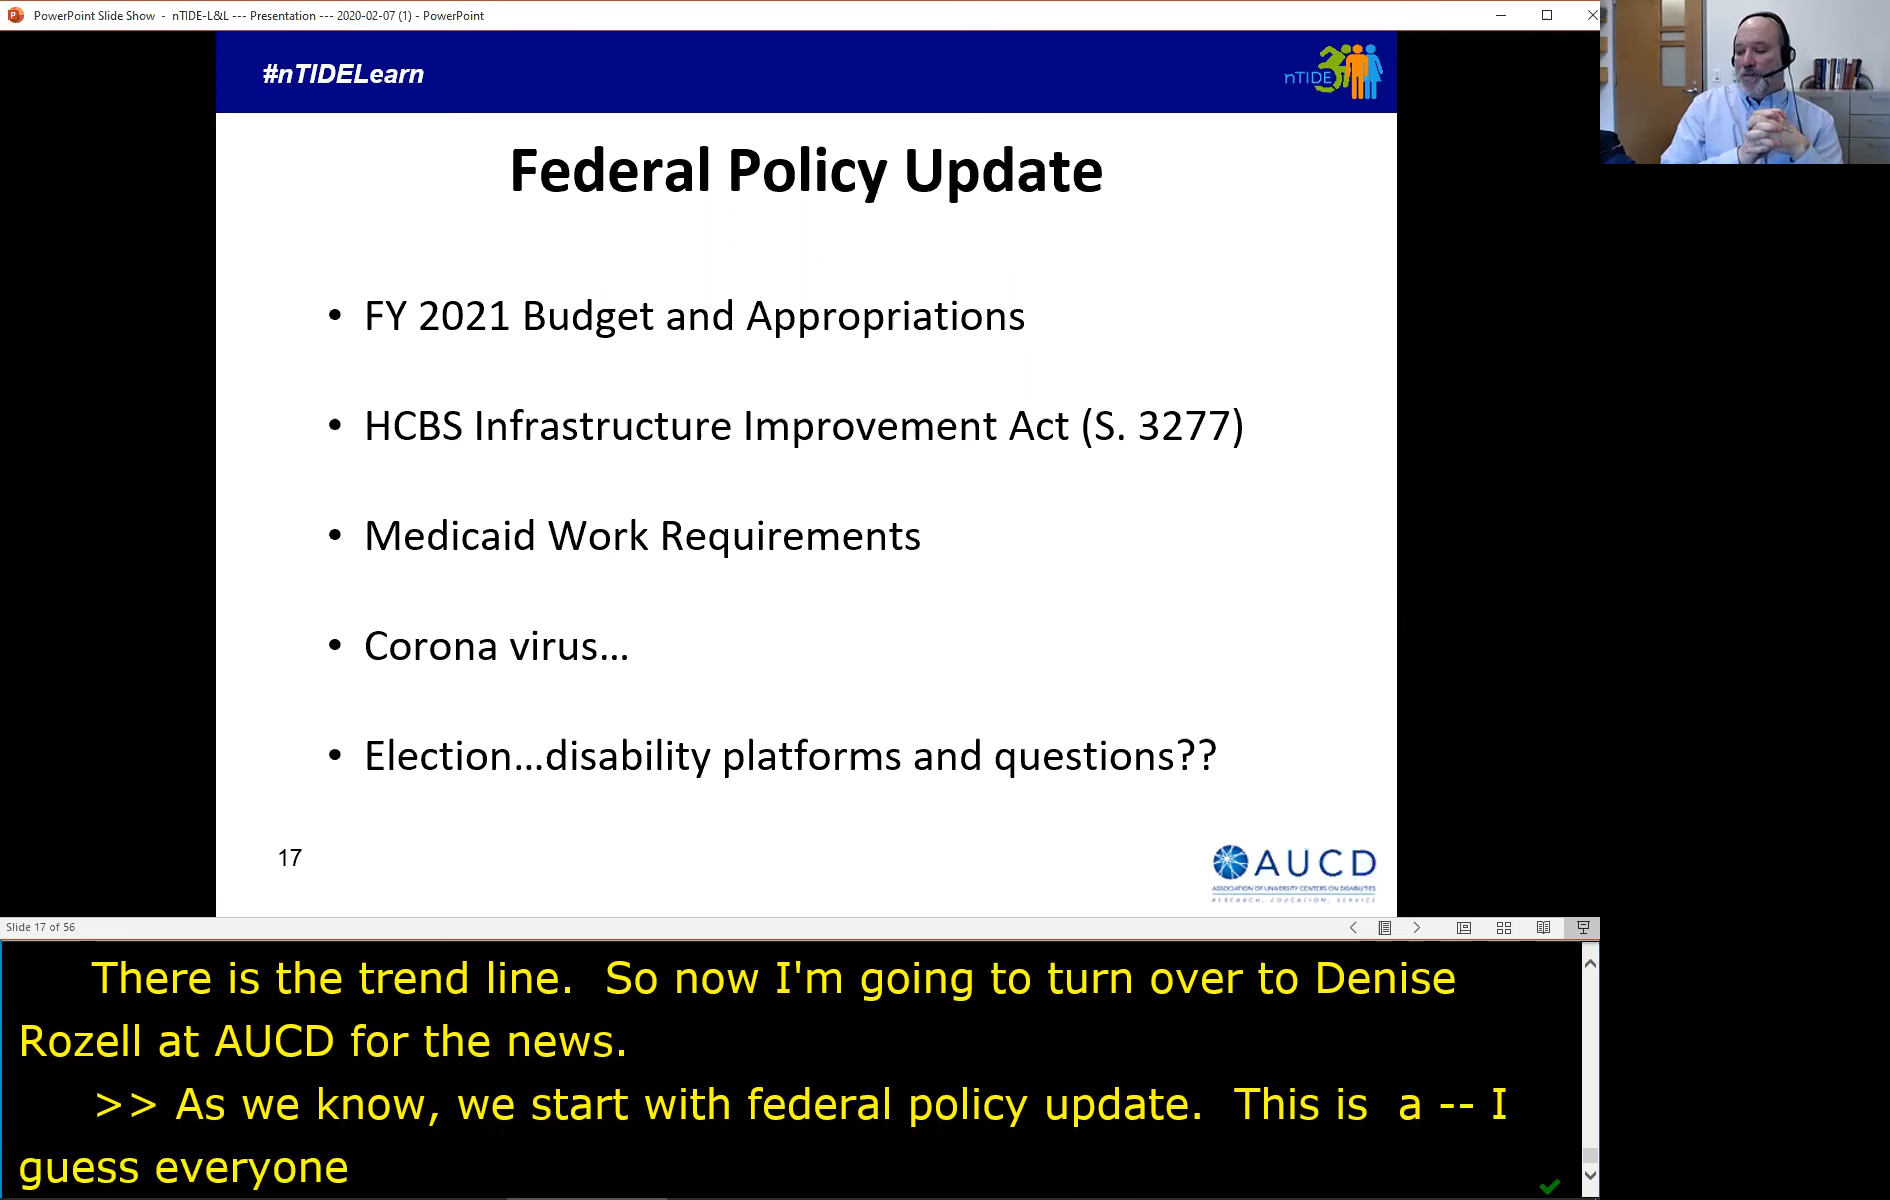 PowerPoint Slide Show - nTIDE-L&L --- Presentation --- 2020-02-07 (1) - PowerPoint
#nTIDELearn
nTIDE
Federal Policy Update
• FY 2021 Budget and Appropriations
• HCBS Infrastructure Improvement Act (S. 3277)
• Medicaid Work Requirements
• Corona virus...
• Election...disability platforms and questions??
17
AUCD
ASSOCIATION OF UNIVERSITY CENTERS ON DISABILITIES
RESEARCH, EDUCATION, SERVICE
Slide 17 of 56
There is the trend line. So now I'm going to turn over to Denise
Rozell at AUCD for the news.
>> As we know, we start with federal policy update. This is a -- I
guess everyone